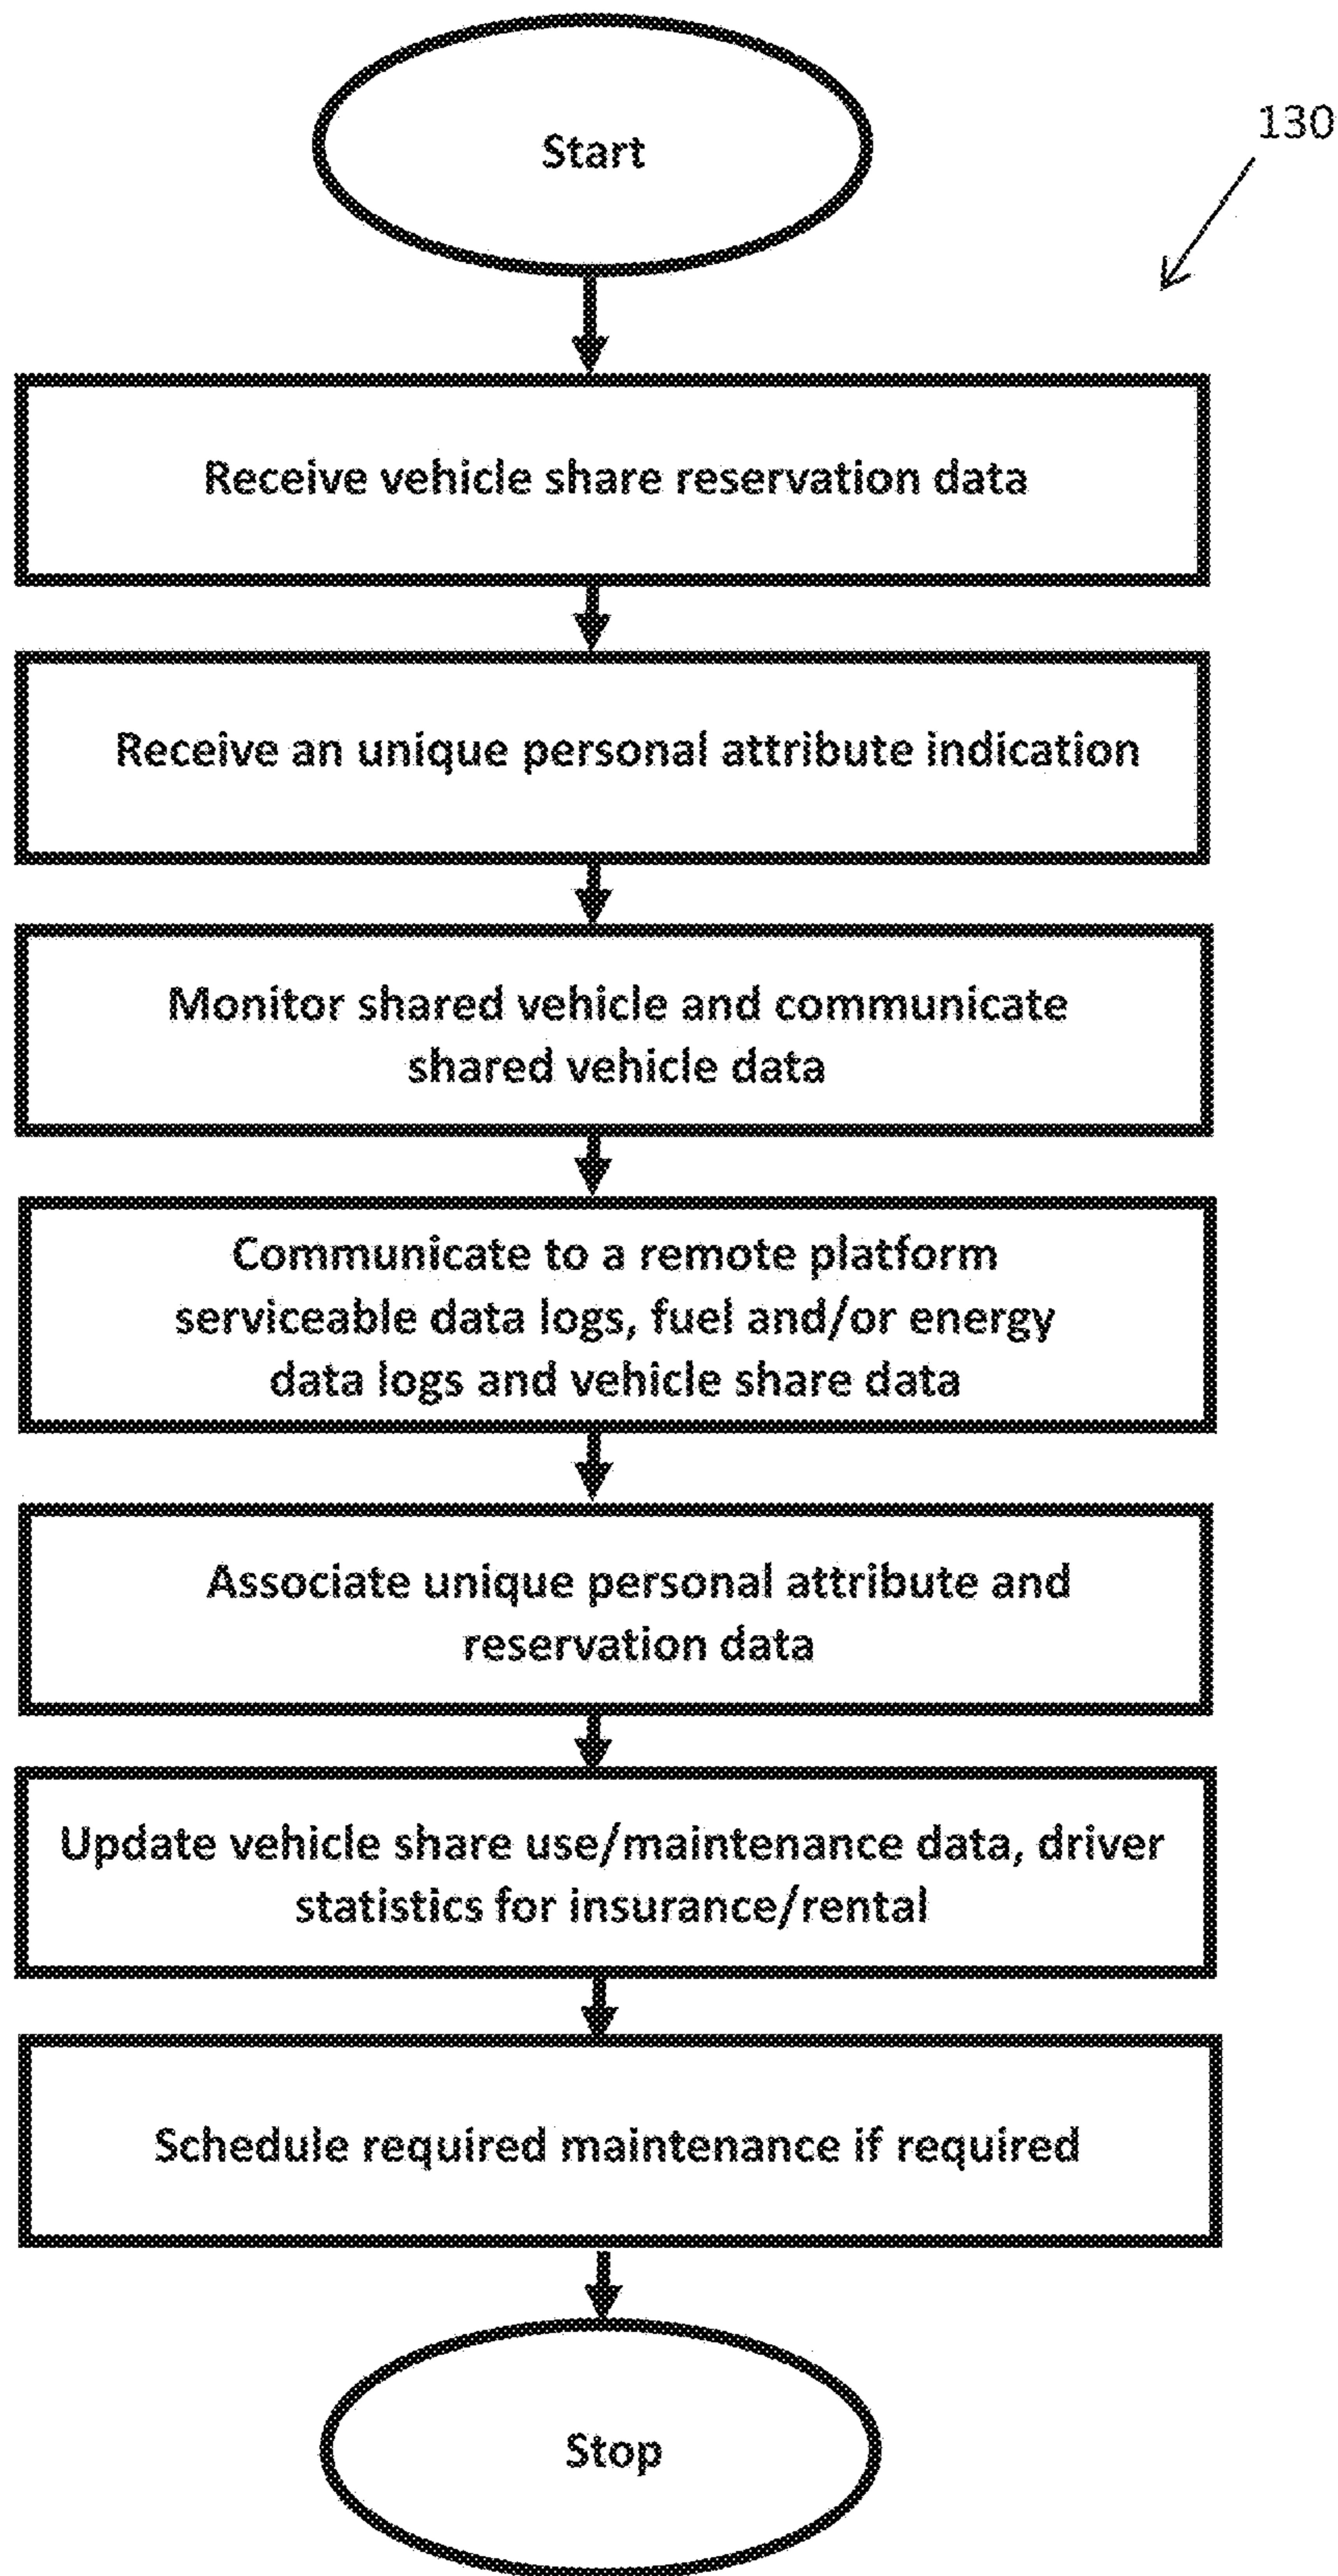 Start
130
Receive vehicle share reservation data
Receive an unique personal attribute indication
Monitor shared vehicle and communicate
shared vehicle data
Communicate to a remote platform
serviceable data logs, fuel and/or energy
data logs and vehicle share data
Associate unique personal attribute and
reservation data
Update vehicle share use/maintenance data, driver
statistics for insurance/rental
Schedule required maintenance if required
Stop